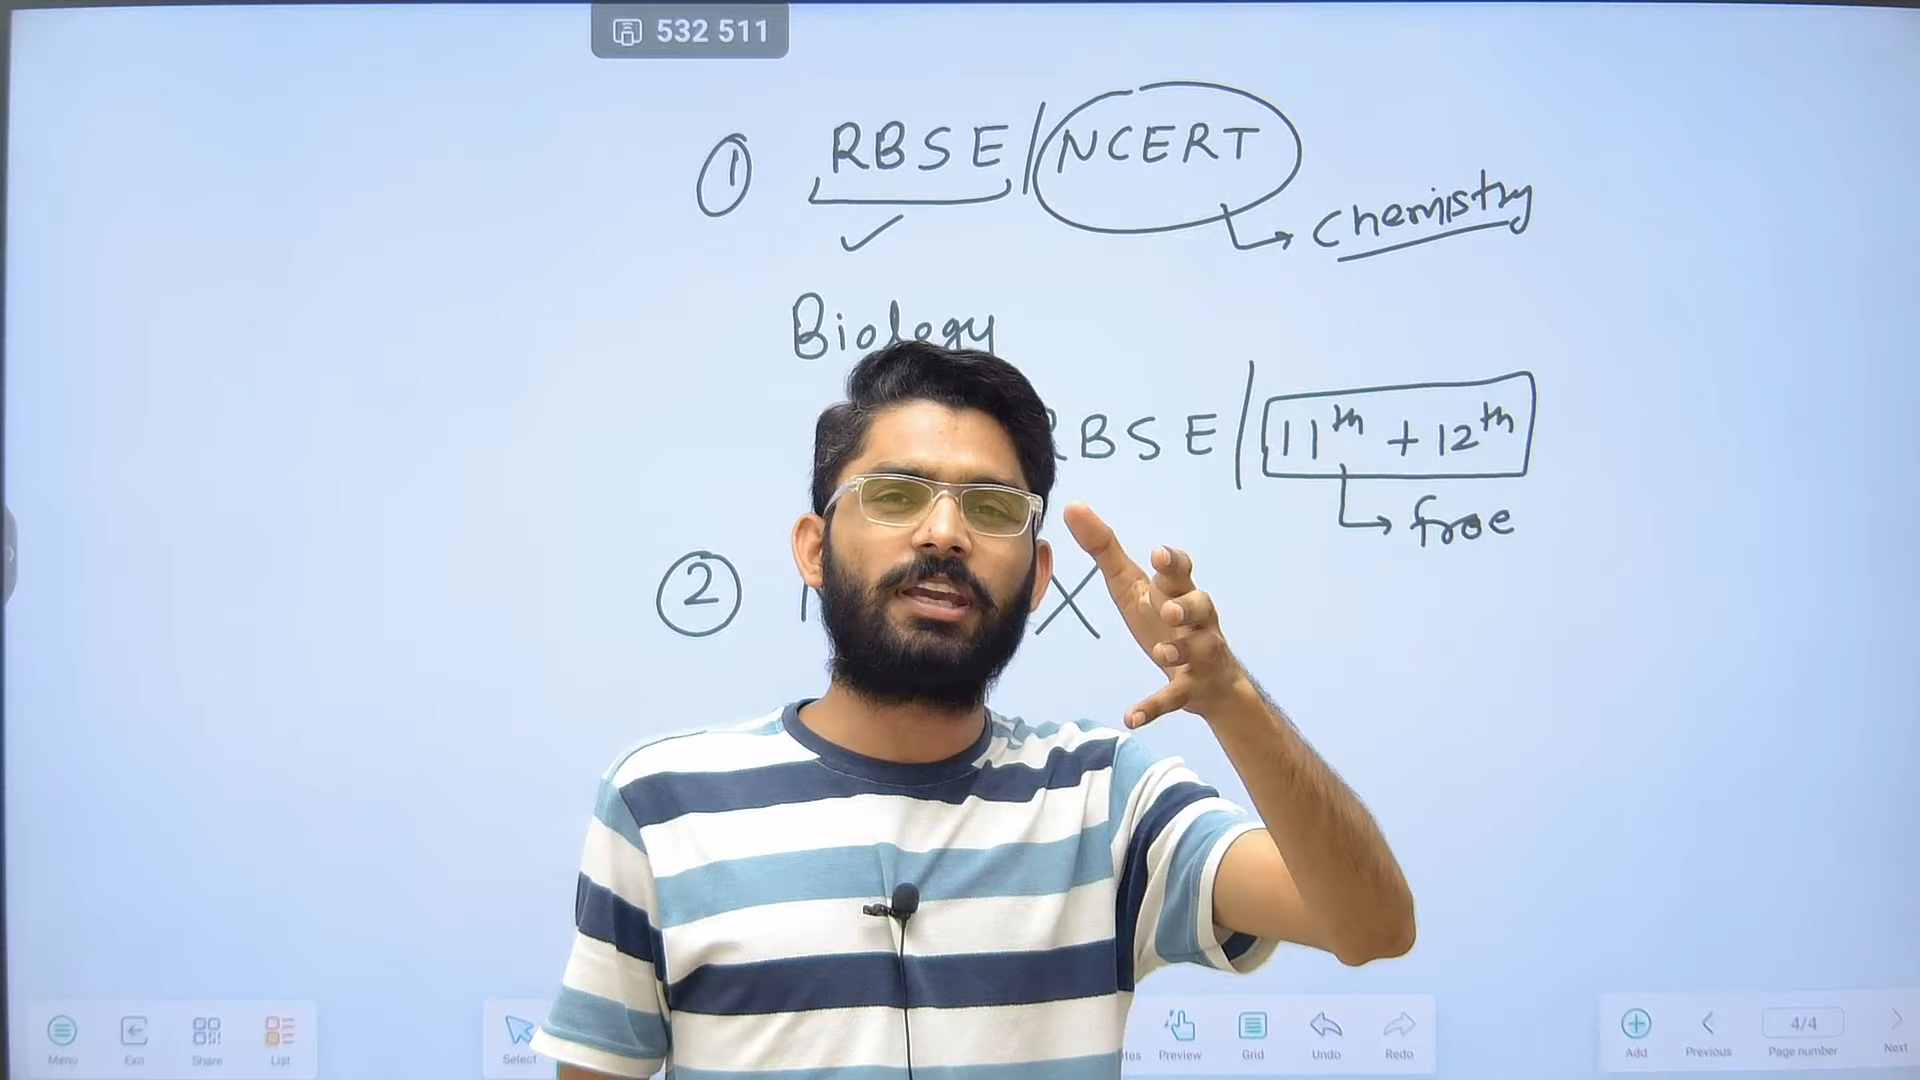 532 511
① RBSE / NCERT
Chemistry
Biology
RBSE / 11th + 12th
free
②
Menu Exit Share List Select Preview Grid Undo Redo Add Previous 4/4 Page number Next